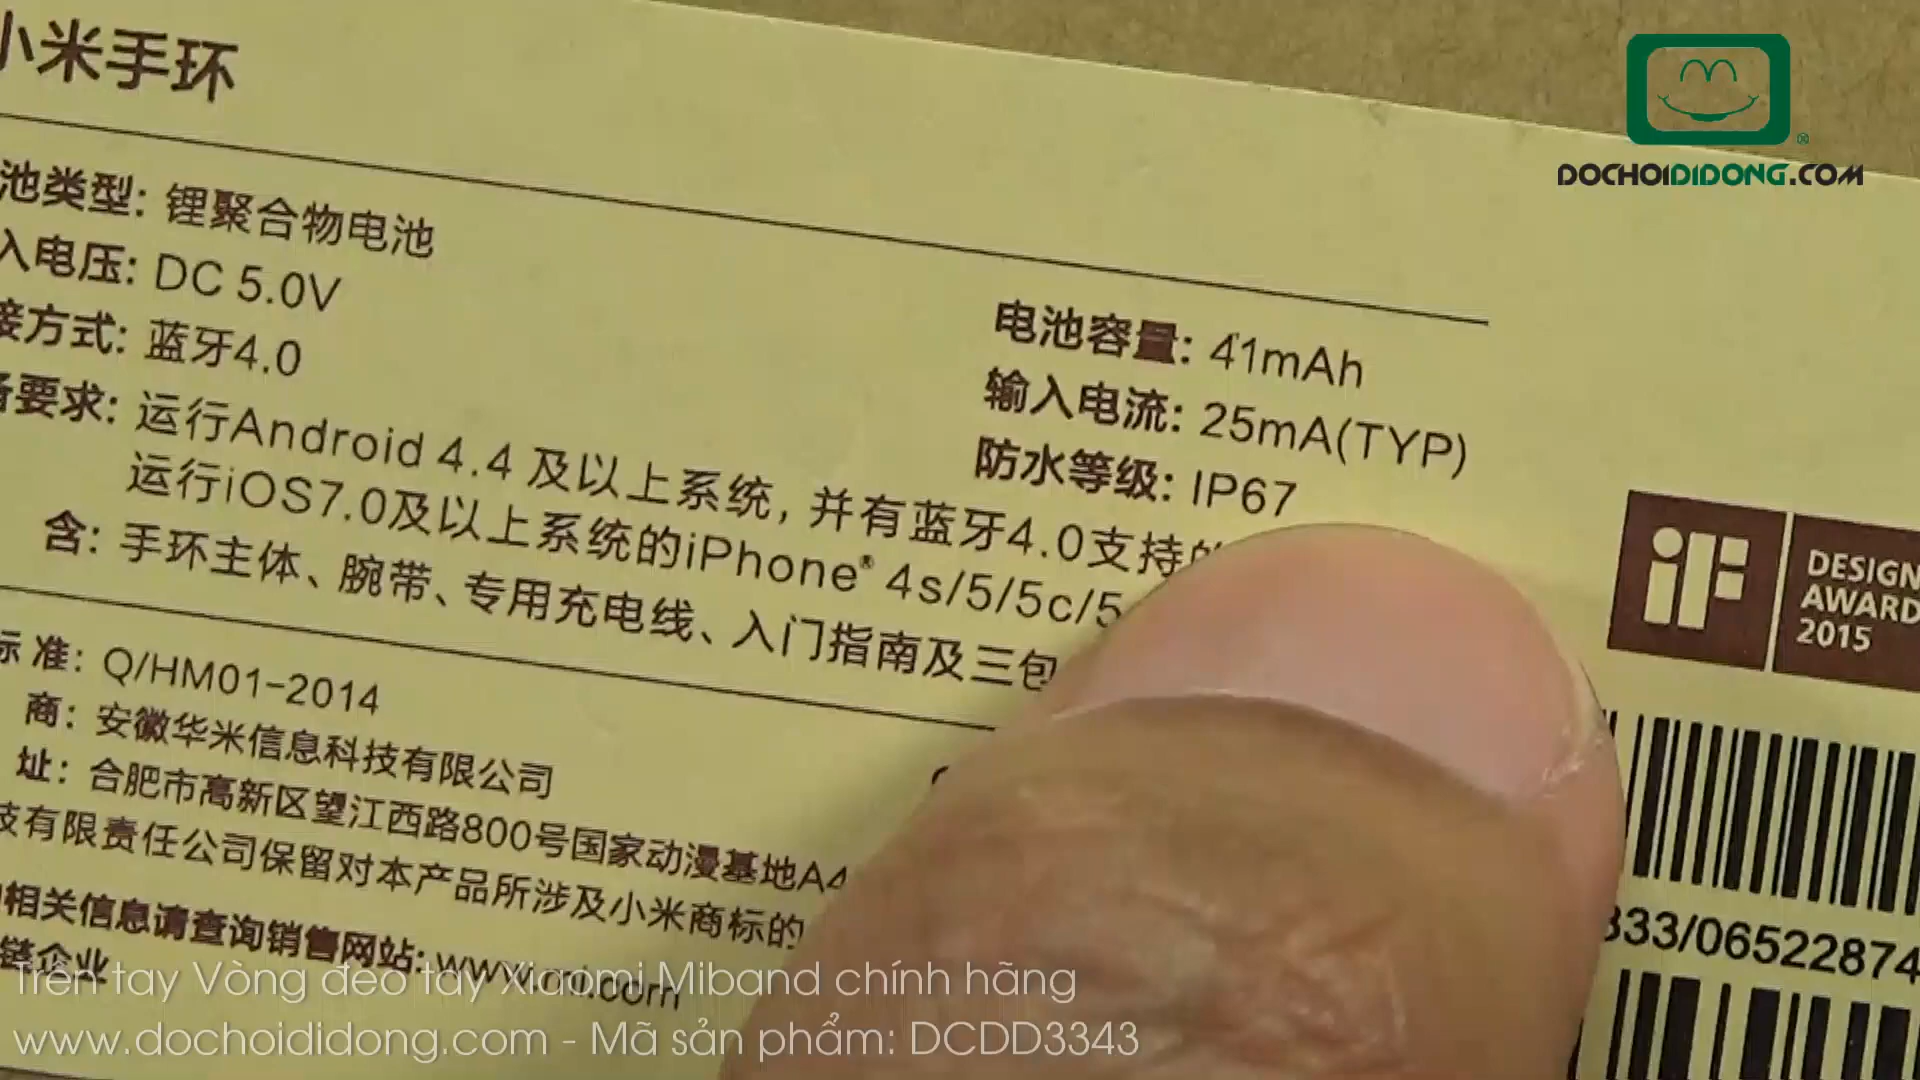 小米手环
DOCHOIDIDONG.COM
池类型: 锂聚合物电池
入电压: DC 5.0V
接方式: 蓝牙4.0
备要求: 运行Android 4.4 及以上系统, 并有蓝牙4.0支持的
运行iOS7.0及以上系统的iPhone® 4s/5/5c/5
含: 手环主体、腕带、专用充电线、入门指南及三包
电池容量: 41mAh
输入电流: 25mA(TYP)
防水等级: IP67
iF
DESIGN
AWARD
2015
标 准: Q/HM01-2014
商: 安徽华米信息科技有限公司
址: 合肥市高新区望江西路800号国家动漫基地A4
技有限责任公司保留对本产品所涉及小米商标的
相关信息请查询销售网站: www.mi.com
链企业
333/06522874
Trên tay Vòng đeo tay Xiaomi Miband chính hãng
www.dochoididong.com - Mã sản phẩm: DCDD3343